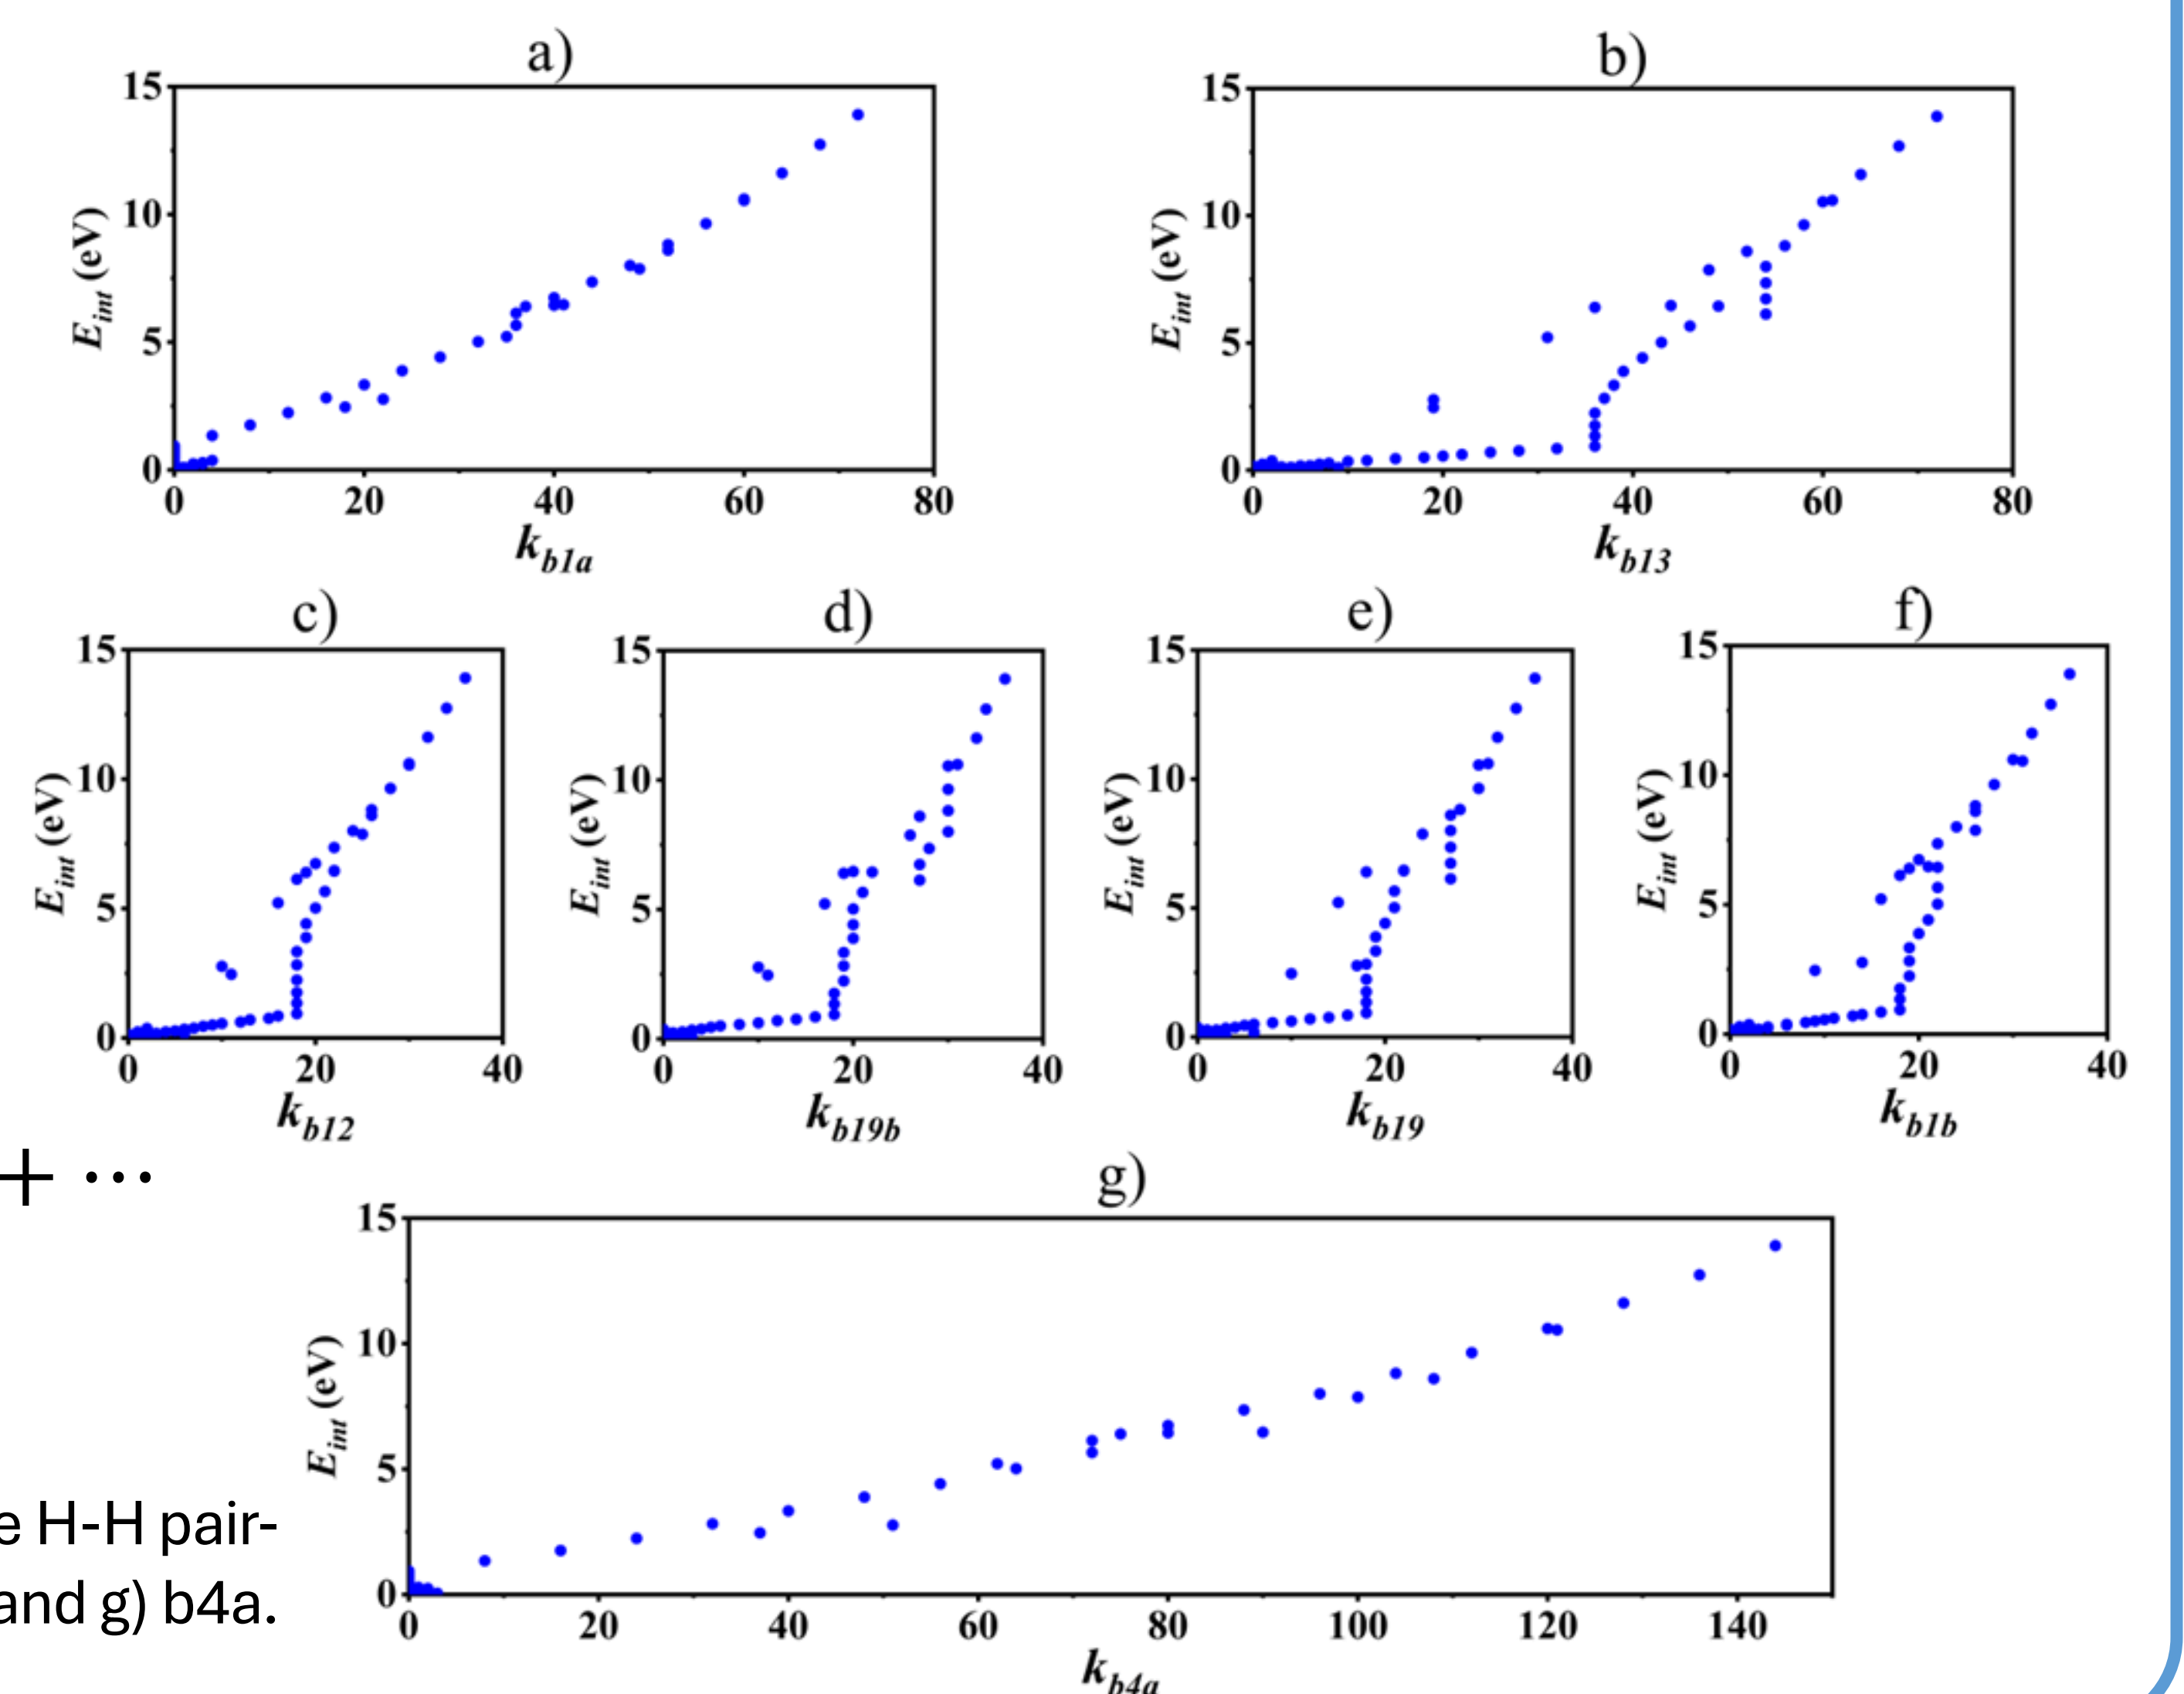 a)
b)
15
10
5
0
E_int (eV)
0 20 40 60 80
k_b1a
15
10
5
0
E_int (eV)
0 20 40 60 80
k_b13
c)
d)
e)
f)
15
10
5
0
E_int (eV)
0 20 40
k_b12
15
10
5
0
E_int (eV)
0 20 40
k_b19b
15
10
5
0
E_int (eV)
0 20 40
k_b19
15
10
5
0
E_int (eV)
0 20 40
k_b1b
+ ···
g)
15
10
5
0
E_int (eV)
0 20 40 60 80 100 120 140
k_b4a
e H-H pair-
and g) b4a.